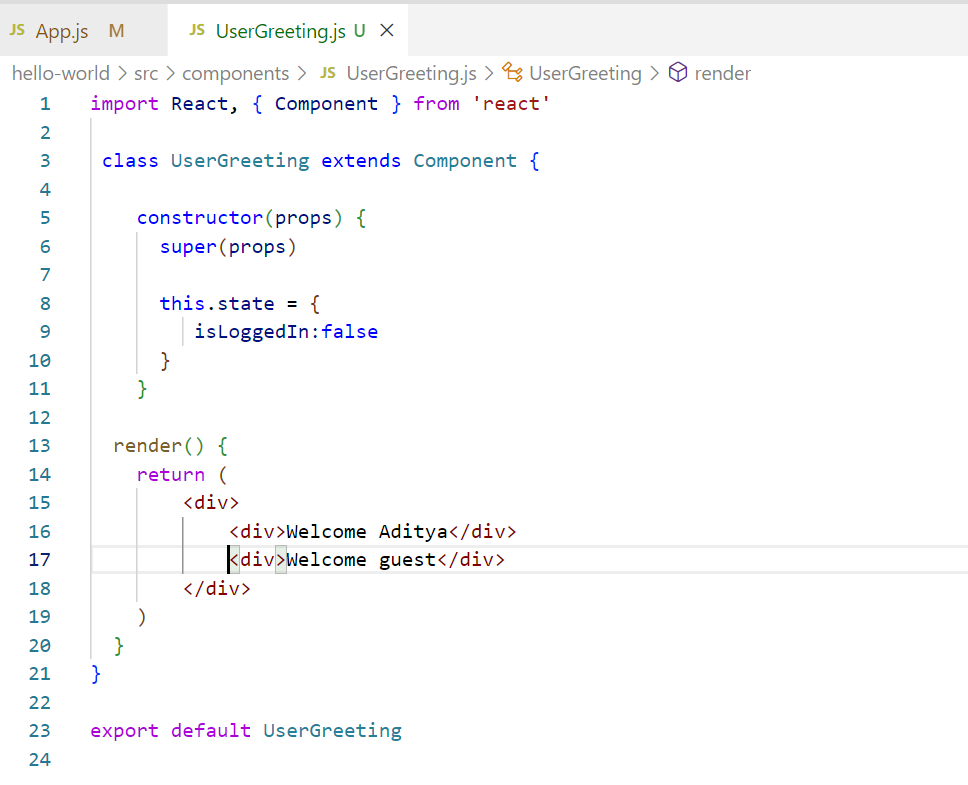 JS App.js M JS UserGreeting.js U ×
hello-world > src > components > JS UserGreeting.js > UserGreeting > render
1 import React, { Component } from 'react'
2
3 class UserGreeting extends Component {
4
5 constructor(props) {
6 super(props)
7
8 this.state = {
9 isLoggedIn:false
10 }
11 }
12
13 render() {
14 return (
15 <div>
16 <div>Welcome Aditya</div>
17 <div>Welcome guest</div>
18 </div>
19 )
20 }
21 }
22
23 export default UserGreeting
24